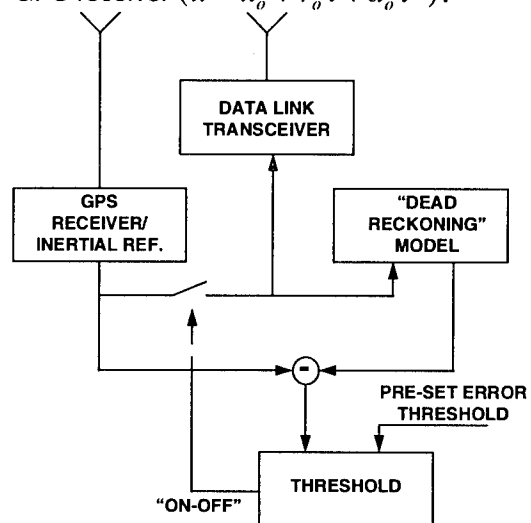 DATA LINK
TRANSCEIVER
GPS
RECEIVER/
INERTIAL REF.
"DEAD
RECKONING"
MODEL
-
PRE-SET ERROR
THRESHOLD
THRESHOLD
"ON-OFF"